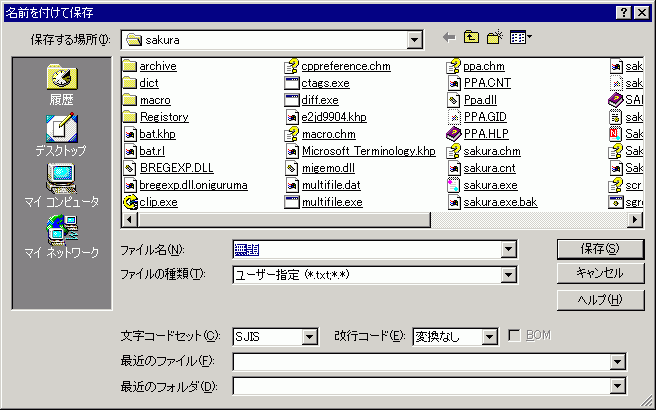 名前を付けて保存
保存する場所(I):
sakura
履歴
デスクトップ
マイ コンピュータ
マイ ネットワーク
archive
dict
macro
Registory
bat.khp
bat.rl
BREGEXP.DLL
bregexp.dll.oniguruma
clip.exe
cppreference.chm
ctags.exe
diff.exe
e2jd9904.khp
macro.chm
Microsoft Terminology.khp
migemo.dll
multifile.dat
multifile.exe
ppa.chm
PPA.CNT
Ppa.dll
PPA.GID
PPA.HLP
sakura.chm
sakura.cnt
sakura.exe
sakura.exe.bak
sak
sak
SAI
sak
Sak
sak
sak
scr
sgr
ファイル名(N):
無題
保存(S)
ファイルの種類(T):
ユーザー指定 (*.txt;*.*)
キャンセル
ヘルプ(H)
文字コードセット(C):
SJIS
改行コード(E):
変換なし
BOM
最近のファイル(F):
最近のフォルダ(D):